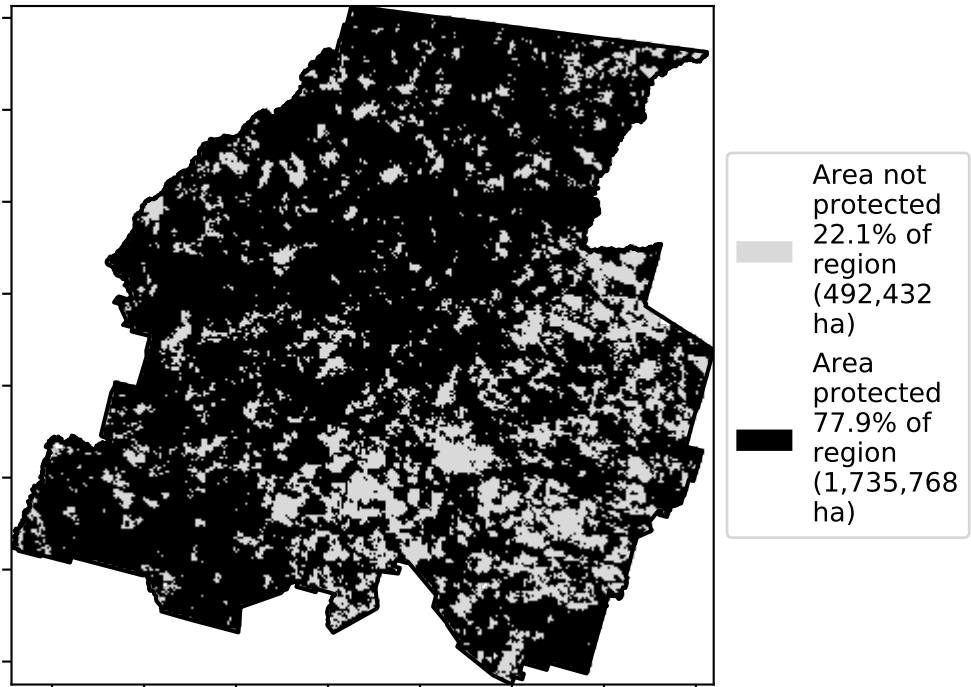 Area not
protected
22.1% of
region
(492,432
ha)
Area
protected
77.9% of
region
(1,735,768
ha)